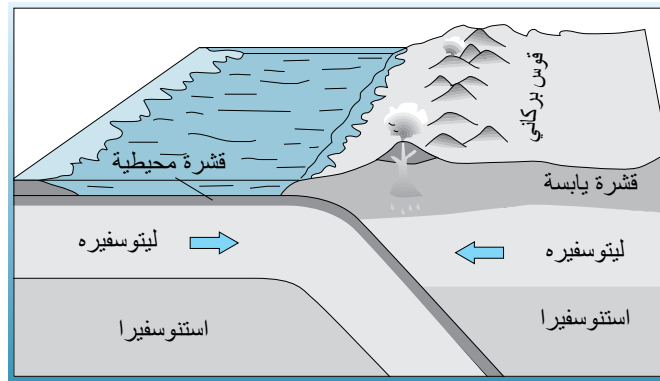 قوس بركاني
قشرة محيطية
قشرة يابسة
ليتوسفيره
ليتوسفيره
استنوسفيرا
استنوسفيرا